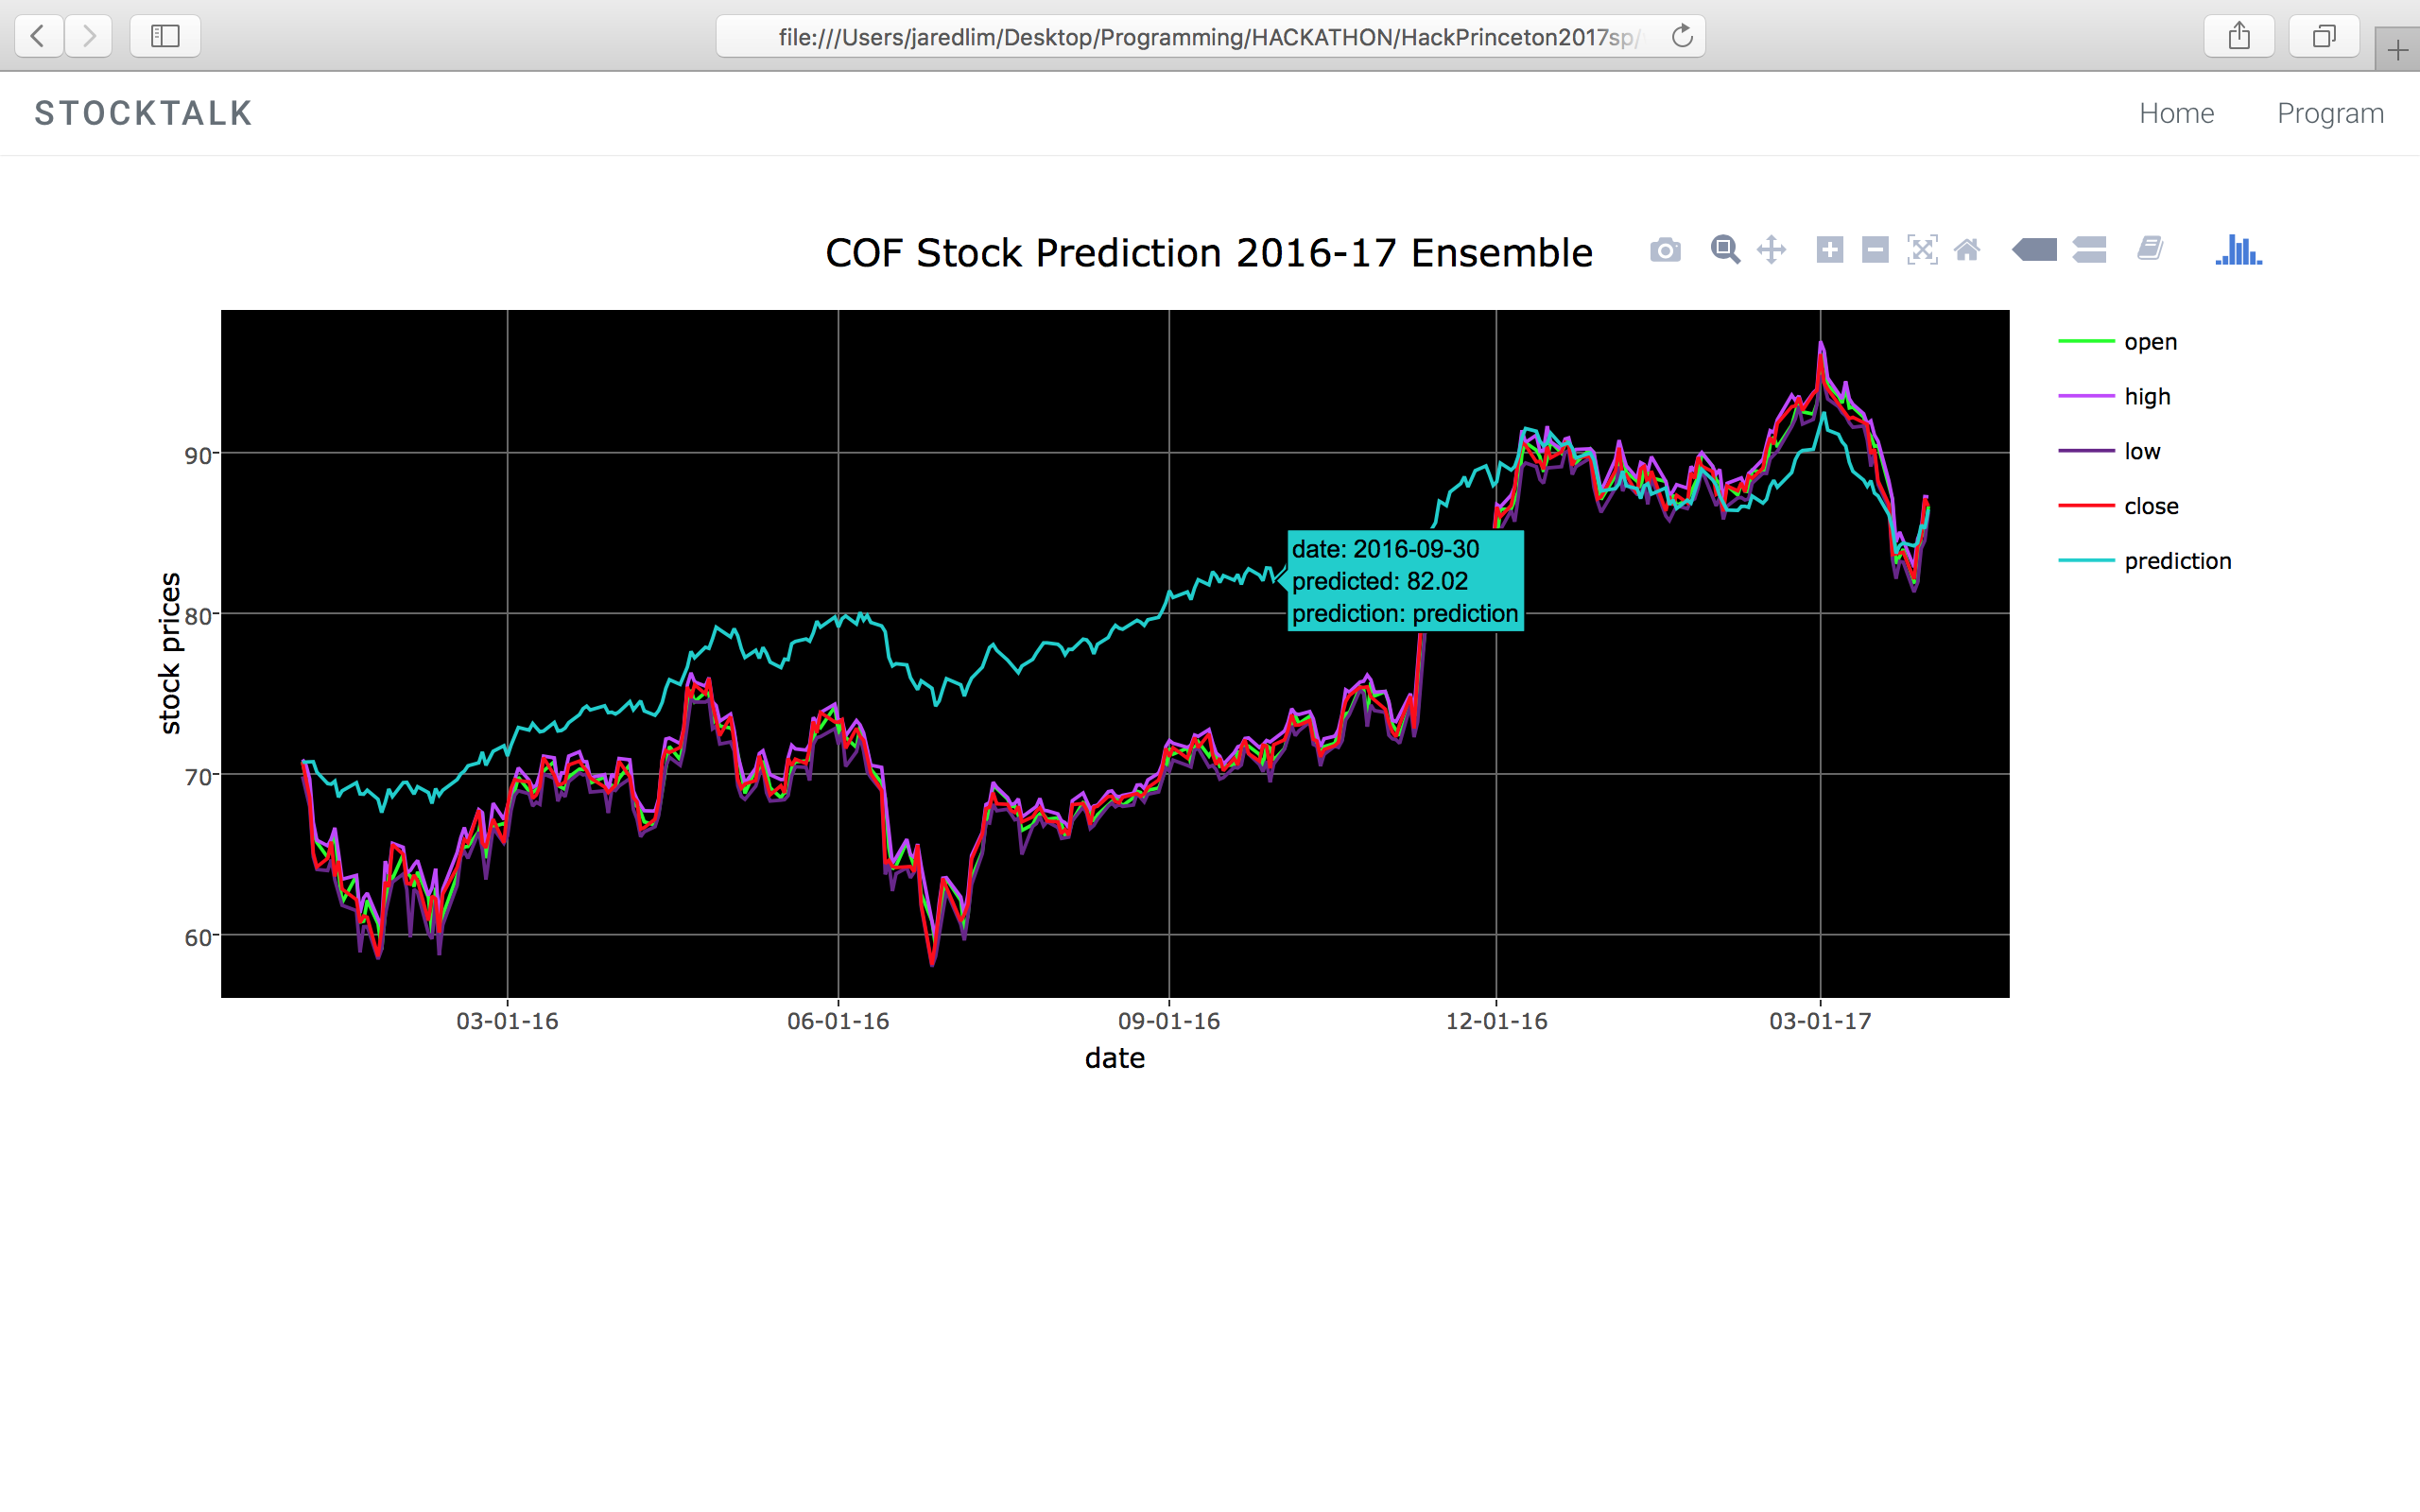 file:///Users/jaredlim/Desktop/Programming/HACKATHON/HackPrinceton2017sp/
STOCKTALK
Home
Program
COF Stock Prediction 2016-17 Ensemble
open
high
low
close
prediction
date: 2016-09-30
predicted: 82.02
prediction: prediction
stock prices
90
80
70
60
03-01-16
06-01-16
09-01-16
12-01-16
03-01-17
date